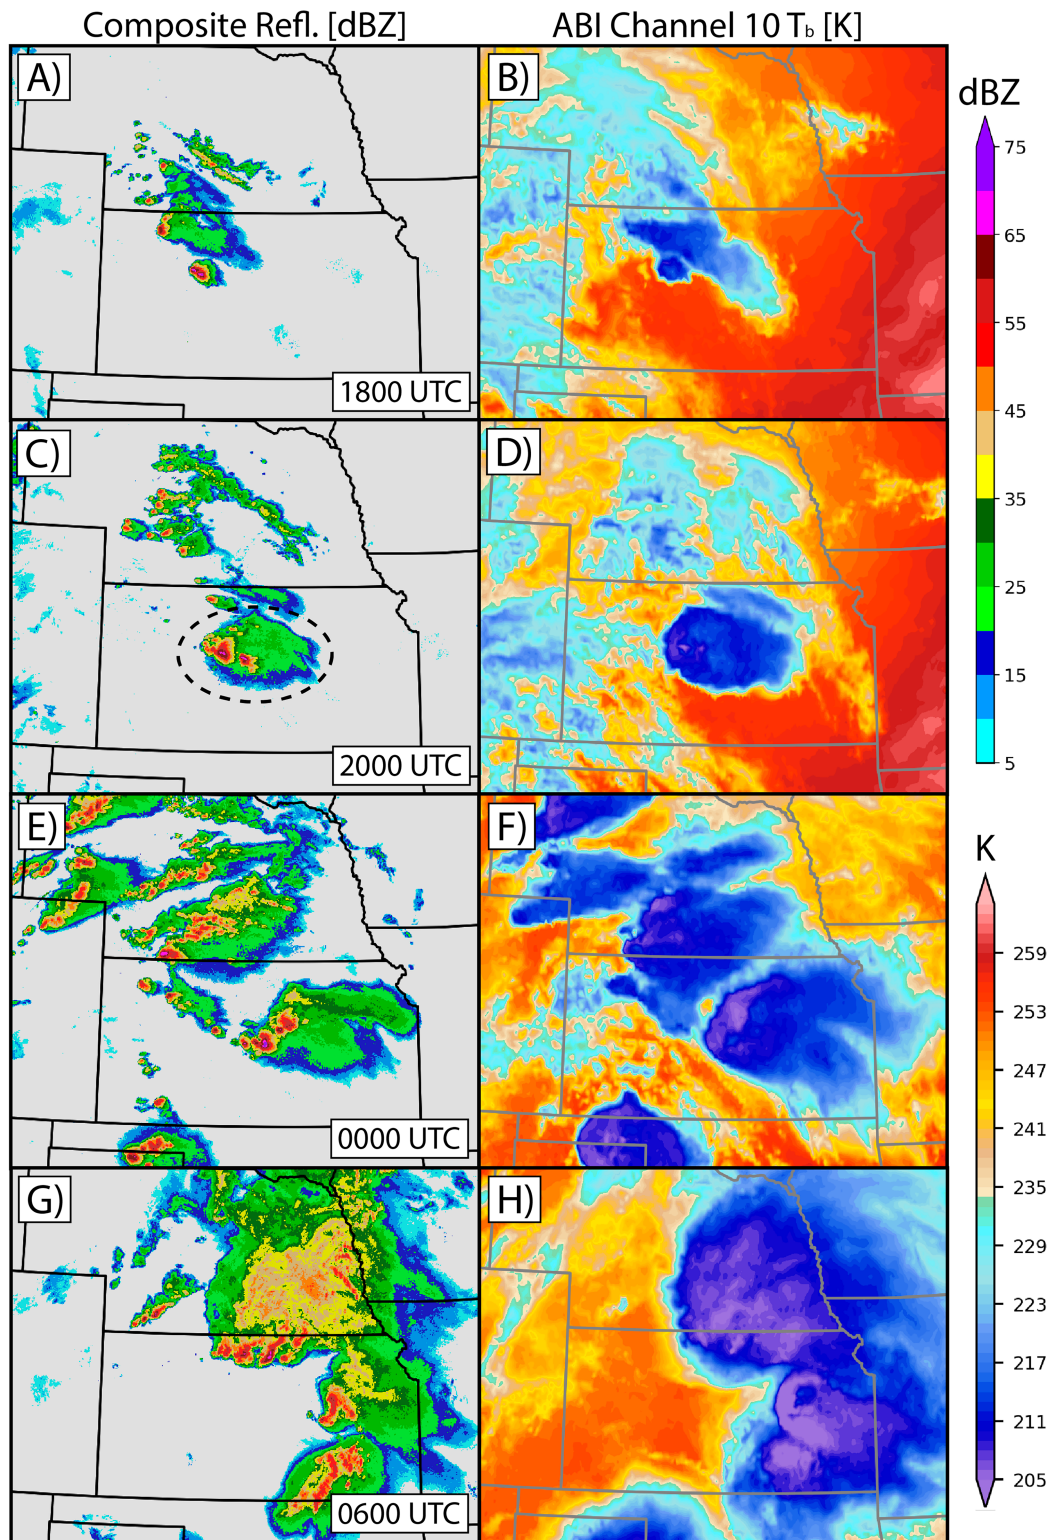 Composite Refl. [dBZ]
ABI Channel 10 Tb [K]
A)
B)
1800 UTC
C)
D)
2000 UTC
E)
F)
0000 UTC
G)
H)
0600 UTC
dBZ
75
65
55
45
35
25
15
5
K
259
253
247
241
235
229
223
217
211
205